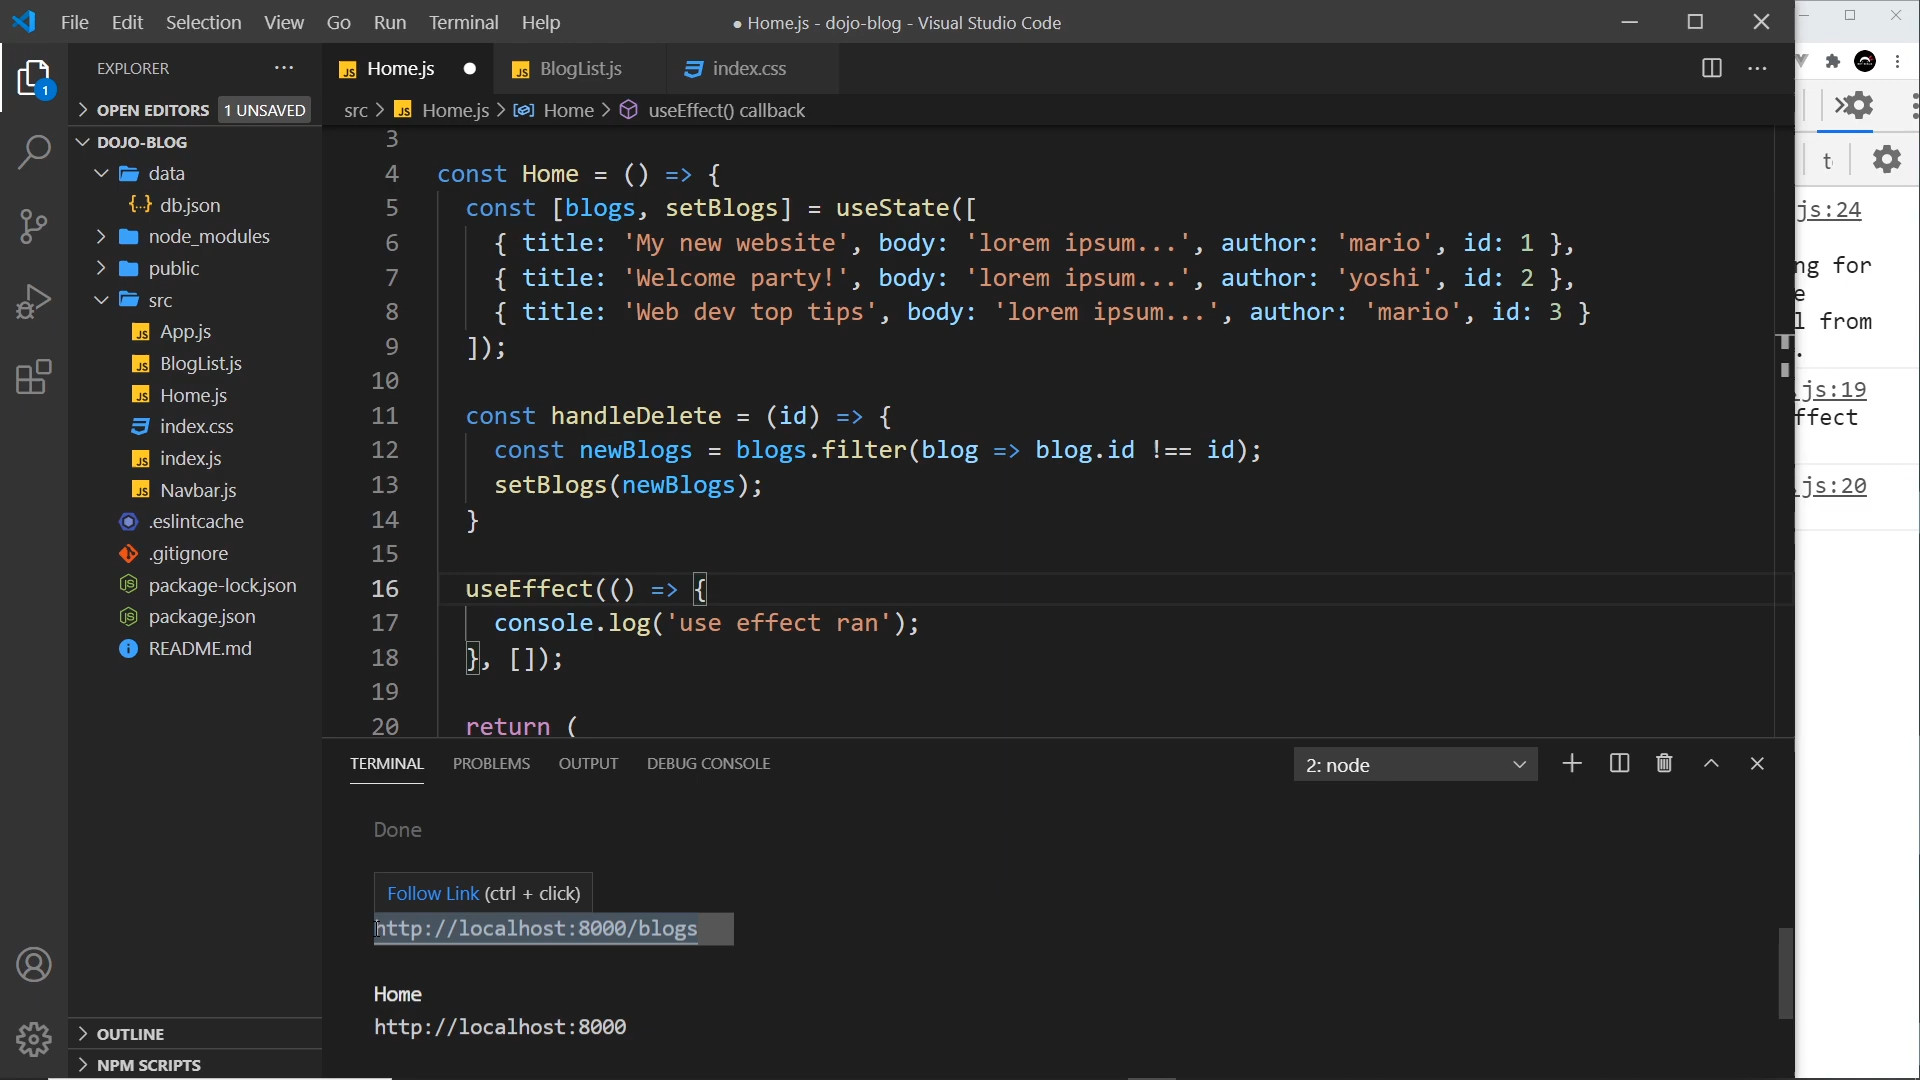 File Edit Selection View Go Run Terminal Help
● Home.js - dojo-blog - Visual Studio Code
EXPLORER
OPEN EDITORS 1 UNSAVED
DOJO-BLOG
data
db.json
node_modules
public
src
App.js
BlogList.js
Home.js
index.css
index.js
Navbar.js
.eslintcache
.gitignore
package-lock.json
package.json
README.md
OUTLINE
NPM SCRIPTS
1
Home.js BlogList.js index.css
src > Home.js > Home > useEffect() callback
3
4 const Home = () => {
5 const [blogs, setBlogs] = useState([
6 { title: 'My new website', body: 'lorem ipsum...', author: 'mario', id: 1 },
7 { title: 'Welcome party!', body: 'lorem ipsum...', author: 'yoshi', id: 2 },
8 { title: 'Web dev top tips', body: 'lorem ipsum...', author: 'mario', id: 3 }
9 ]);
10
11 const handleDelete = (id) => {
12 const newBlogs = blogs.filter(blog => blog.id !== id);
13 setBlogs(newBlogs);
14 }
15
16 useEffect(() => {
17 console.log('use effect ran');
18 }, []);
19
20 return (
TERMINAL PROBLEMS OUTPUT DEBUG CONSOLE
2: node
Done
Follow Link (ctrl + click)
http://localhost:8000/blogs
Home
http://localhost:8000
js:24
ng for
e
l from
.
.js:19
ffect
.js:20